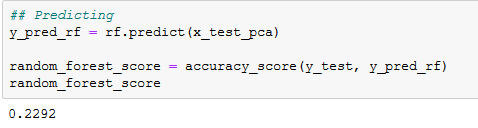 ## Predicting
y_pred_rf = rf.predict(x_test_pca)
random_forest_score = accuracy_score(y_test, y_pred_rf)
random_forest_score
0.2292